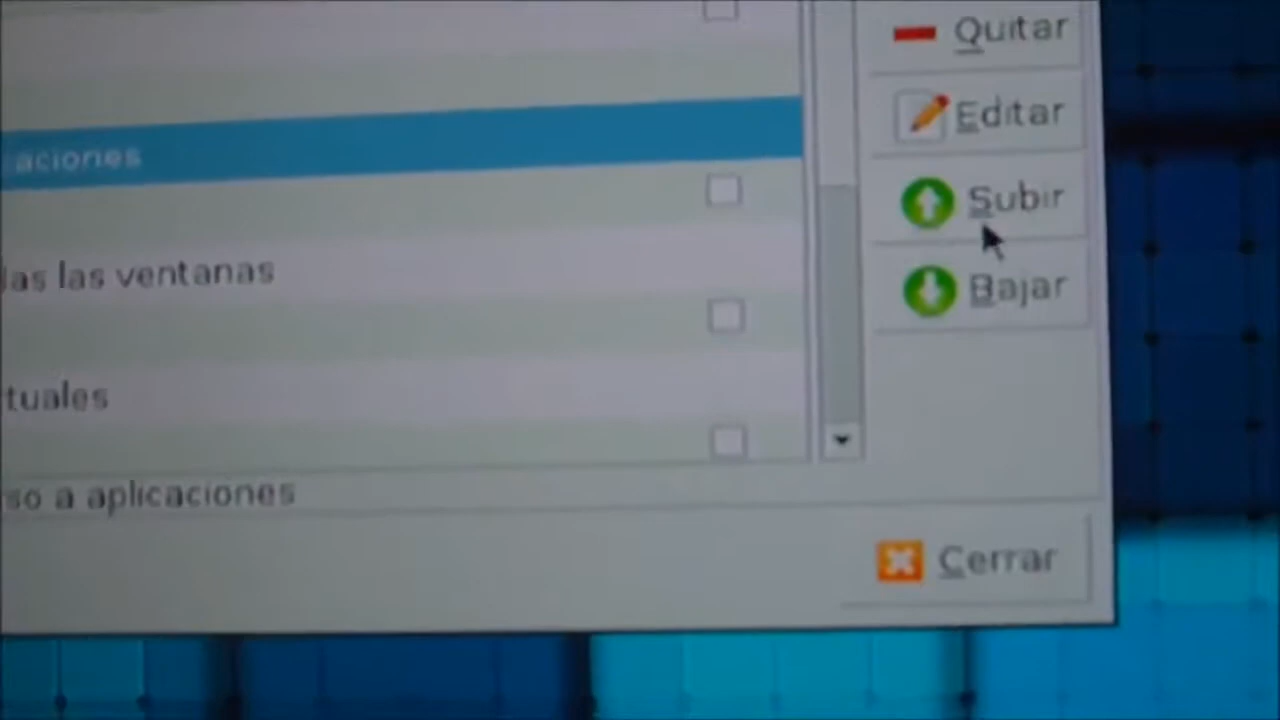 Quitar
Editar
aciones
Subir
las las ventanas
Bajar
tuales
so a aplicaciones
Cerrar